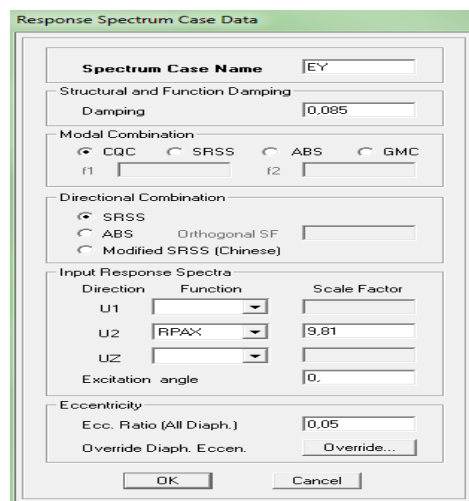 Response Spectrum Case Data
Spectrum Case Name EY
Structural and Function Damping
Damping 0,085
Modal Combination
CQC SRSS ABS GMC
f1 f2
Directional Combination
SRSS
ABS Orthogonal SF
Modified SRSS (Chinese)
Input Response Spectra
Direction Function Scale Factor
U1
U2 RPAX 9,81
UZ
Excitation angle 0,
Eccentricity
Ecc. Ratio (All Diaph.) 0,05
Override Diaph. Eccen. Override...
OK Cancel